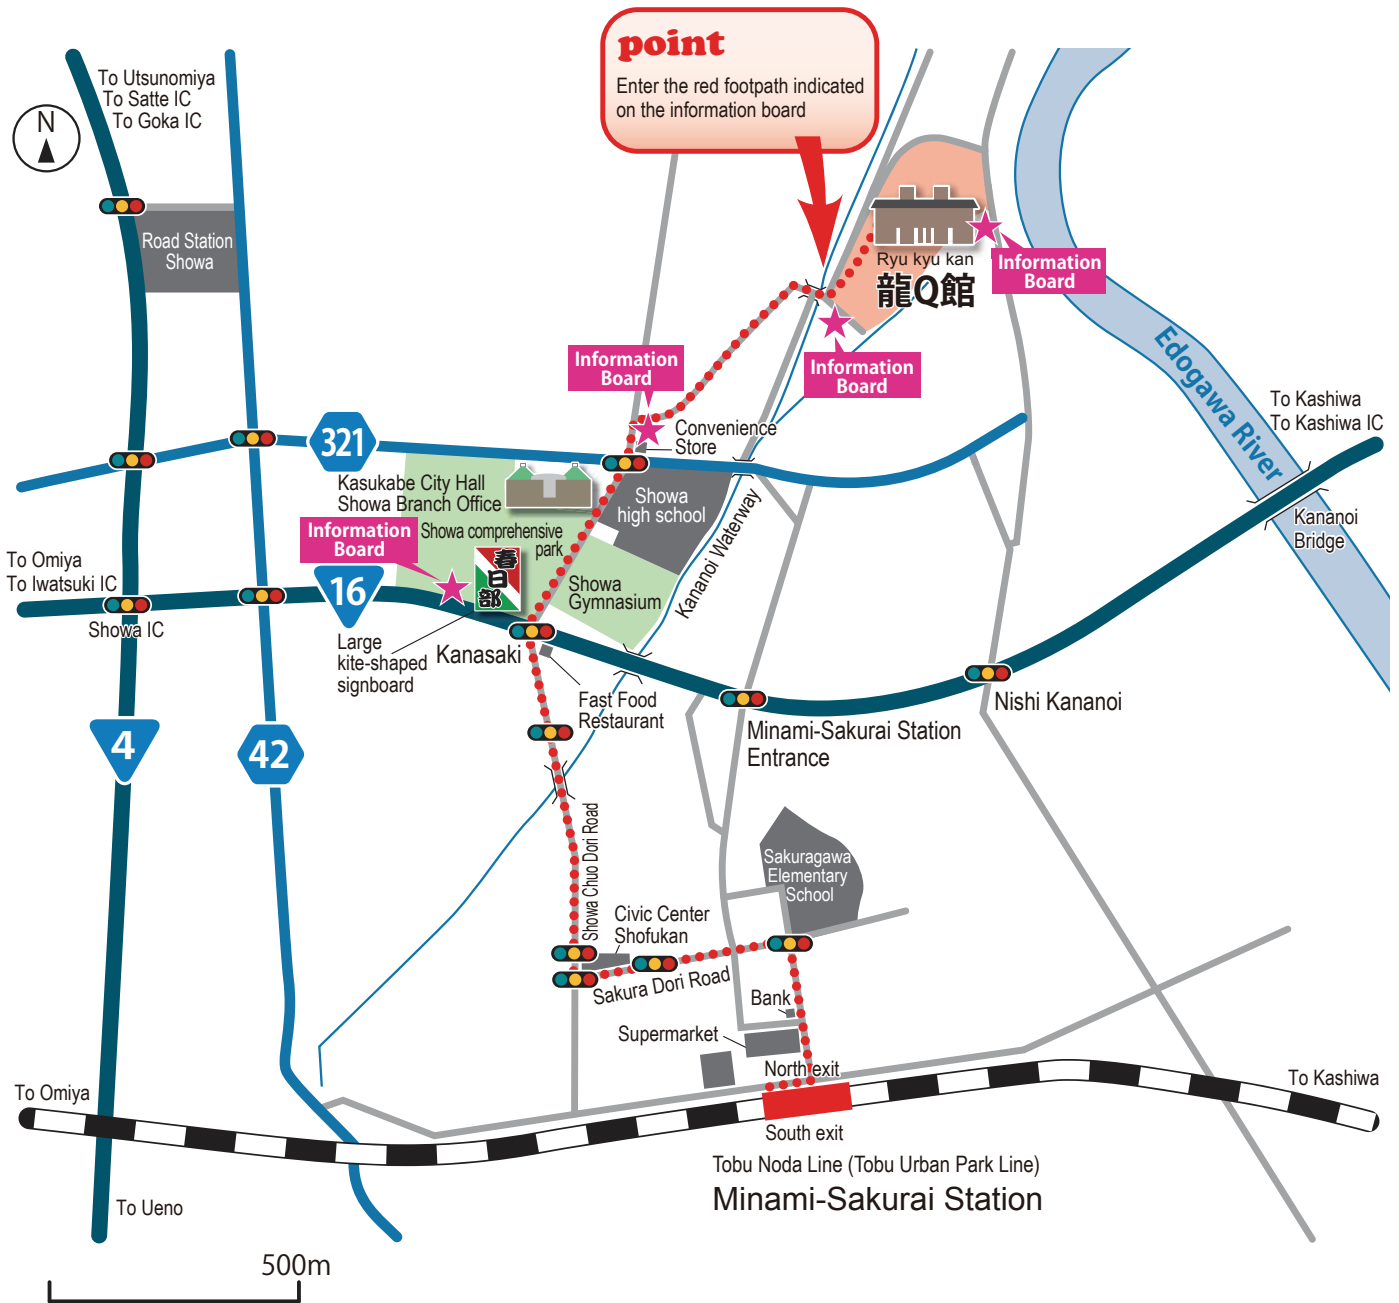 point
Enter the red footpath indicated
on the information board
To Utsunomiya
To Satte IC
To Goka IC
N
Road Station
Showa
Ryu kyu kan
龍Q館
Information
Board
Information
Board
Information
Board
Edogawa River
To Kashiwa
To Kashiwa IC
321
Convenience
Store
Kasukabe City Hall
Showa Branch Office
Showa
high school
Information
Board
Showa comprehensive
park
春日部
Kananoi Waterway
Kananoi
Bridge
To Omiya
To Iwatsuki IC
16
Showa
Gymnasium
Showa IC
Large
kite-shaped
signboard
Kanasaki
Fast Food
Restaurant
Nishi Kananoi
Minami-Sakurai Station
Entrance
4
42
Showa Chuo Dori Road
Sakuragawa
Elementary
School
Civic Center
Shofukan
Sakura Dori Road
Bank
Supermarket
North exit
To Omiya
To Kashiwa
South exit
Tobu Noda Line (Tobu Urban Park Line)
Minami-Sakurai Station
To Ueno
500m